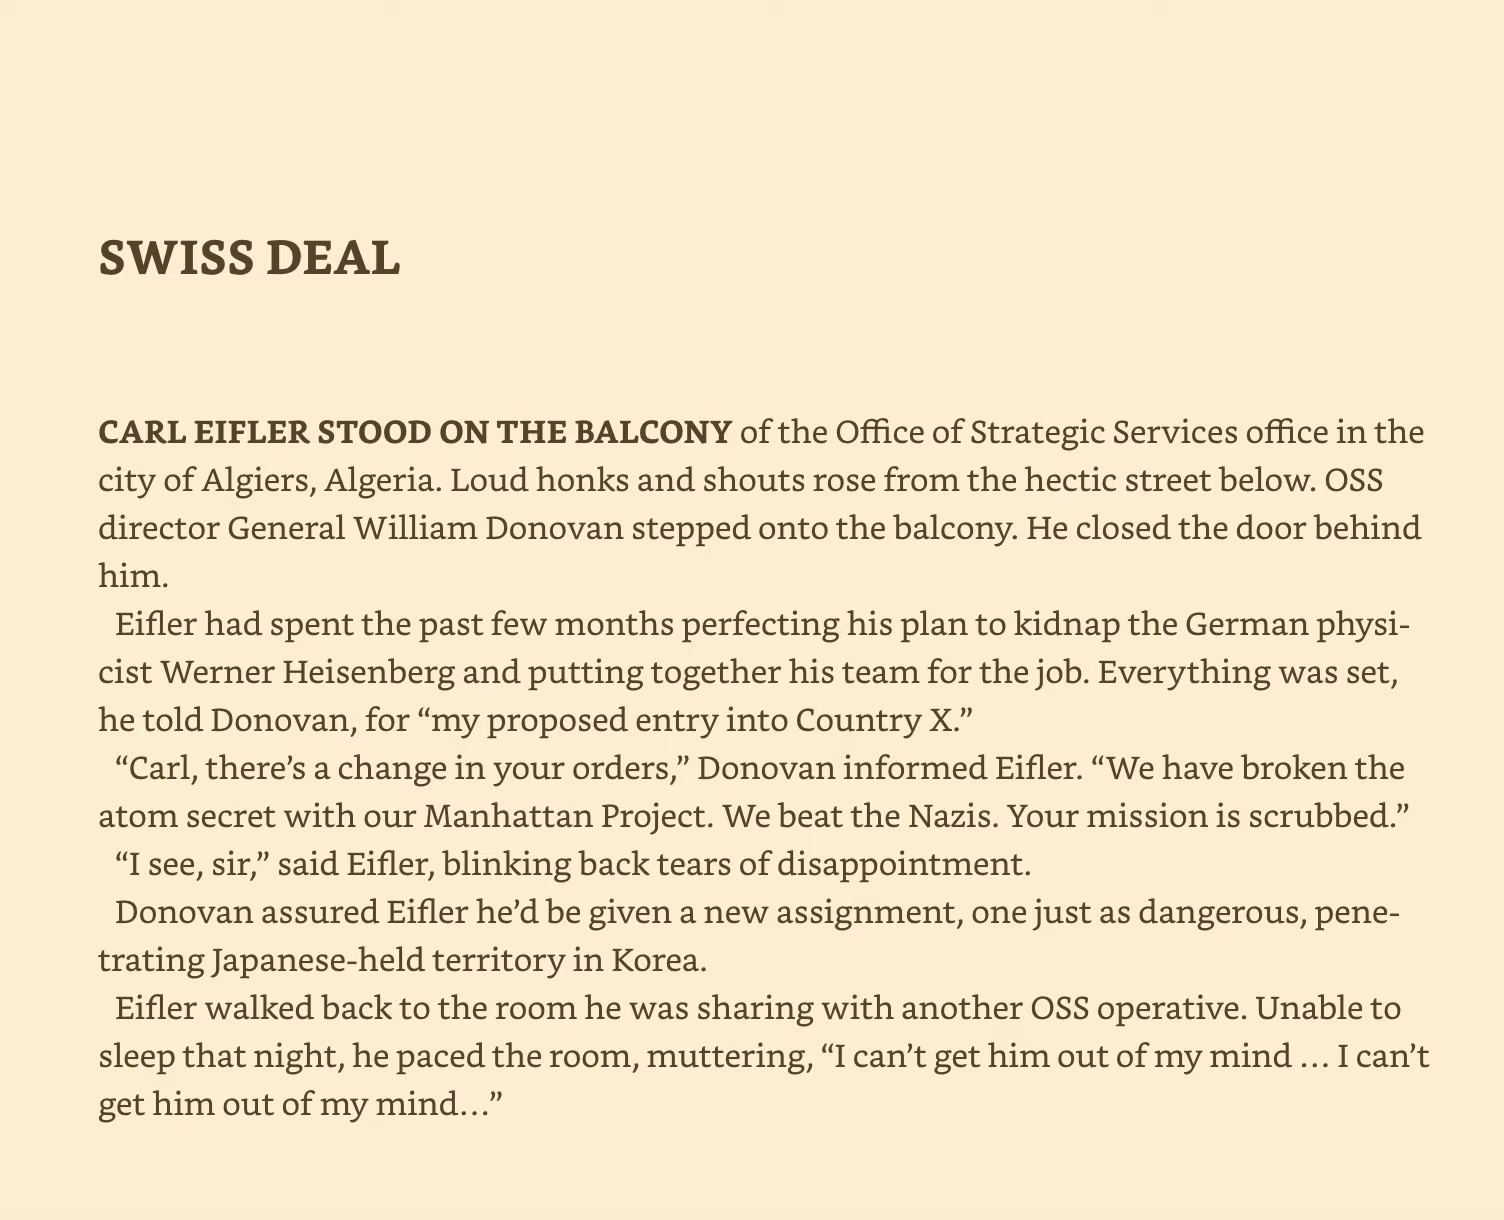 SWISS DEAL
CARL EIFLER STOOD ON THE BALCONY of the Office of Strategic Services office in the
city of Algiers, Algeria. Loud honks and shouts rose from the hectic street below. OSS
director General William Donovan stepped onto the balcony. He closed the door behind
him.
Eifler had spent the past few months perfecting his plan to kidnap the German physi-
cist Werner Heisenberg and putting together his team for the job. Everything was set,
he told Donovan, for “my proposed entry into Country X.”
“Carl, there’s a change in your orders,” Donovan informed Eifler. “We have broken the
atom secret with our Manhattan Project. We beat the Nazis. Your mission is scrubbed.”
“I see, sir,” said Eifler, blinking back tears of disappointment.
Donovan assured Eifler he’d be given a new assignment, one just as dangerous, pene-
trating Japanese-held territory in Korea.
Eifler walked back to the room he was sharing with another OSS operative. Unable to
sleep that night, he paced the room, muttering, “I can’t get him out of my mind … I can’t
get him out of my mind…”